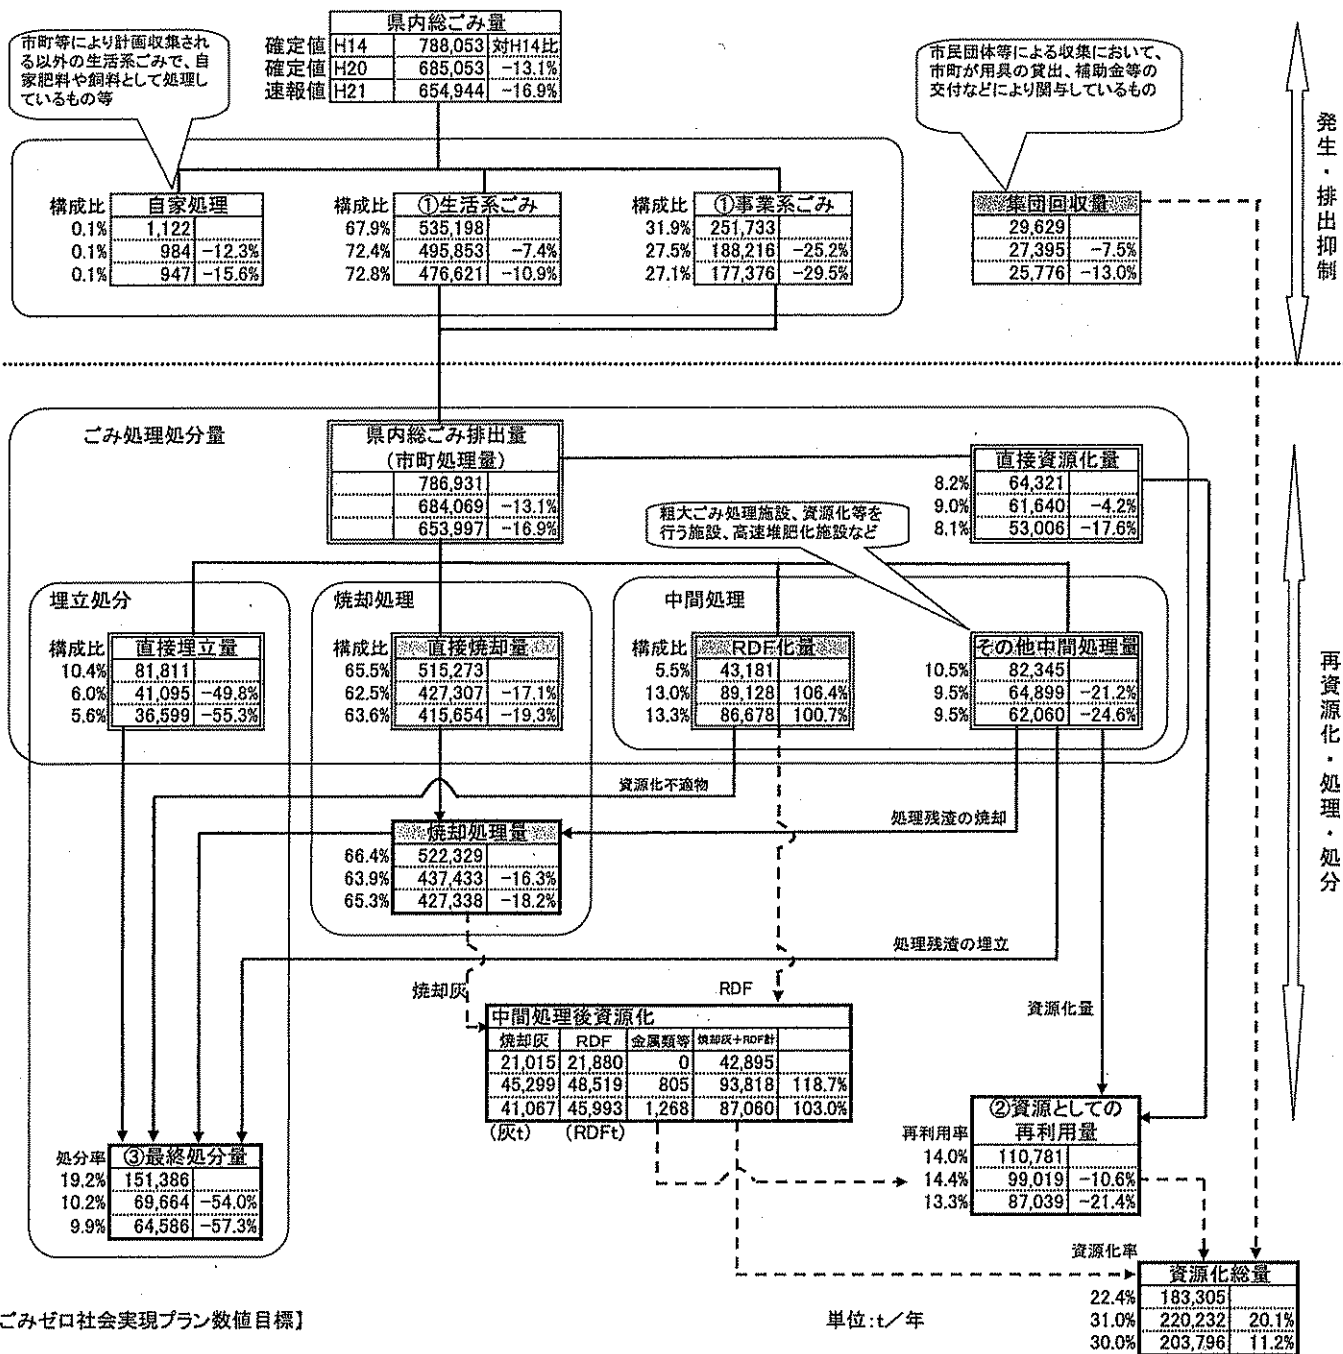 県内総ごみ量
確定値 H14 788,053 対H14比
確定値 H20 685,053 -13.1%
速報値 H21 654,944 -16.9%
市町等により計画収集され
る以外の生活系ごみで、自
家肥料や飼料として処理し
ているもの等
市民団体等による収集において、
市町が用具の貸出、補助金等の
交付などにより関与しているもの
発生・排出抑制
構成比 自家処理
0.1% 1,122
0.1% 984 -12.3%
0.1% 947 -15.6%
構成比 ①生活系ごみ
67.9% 535,198
72.4% 495,853 -7.4%
72.8% 476,621 -10.9%
構成比 ①事業系ごみ
31.9% 251,733
27.5% 188,216 -25.2%
27.1% 177,376 -29.5%
集団回収量
29,629
27,395 -7.5%
25,776 -13.0%
ごみ処理処分量
県内総ごみ排出量
(市町処理量)
786,931
684,069 -13.1%
653,997 -16.9%
直接資源化量
8.2% 64,321
9.0% 61,640 -4.2%
8.1% 53,006 -17.6%
粗大ごみ処理施設、資源化等を
行う施設、高速堆肥化施設など
埋立処分
構成比 直接埋立量
10.4% 81,811
6.0% 41,095 -49.8%
5.6% 36,599 -55.3%
焼却処理
構成比 直接焼却量
65.5% 515,273
62.5% 427,307 -17.1%
63.6% 415,654 -19.3%
中間処理
構成比 RDF化量
5.5% 43,181
13.0% 89,128 106.4%
13.3% 86,678 100.7%
その他中間処理量
10.5% 82,345
9.5% 64,899 -21.2%
9.5% 62,060 -24.6%
再資源化・処理・処分
資源化不適物
処理残渣の焼却
焼却処理量
66.4% 522,329
63.9% 437,433 -16.3%
65.3% 427,338 -18.2%
処理残渣の埋立
焼却灰
RDF
資源化量
中間処理後資源化
焼却灰 RDF 金属類等 焼却灰+RDF計
21,015 21,880 0 42,895
45,299 48,519 805 93,818 118.7%
41,067 45,993 1,268 87,060 103.0%
(灰t) (RDFt)
②資源としての
再利用量
再利用率
14.0% 110,781
14.4% 99,019 -10.6%
13.3% 87,039 -21.4%
処分率 ③最終処分量
19.2% 151,386
10.2% 69,664 -54.0%
9.9% 64,586 -57.3%
資源化率
資源化総量
22.4% 183,305
31.0% 220,232 20.1%
30.0% 203,796 11.2%
ごみゼロ社会実現プラン数値目標】
単位:t/年